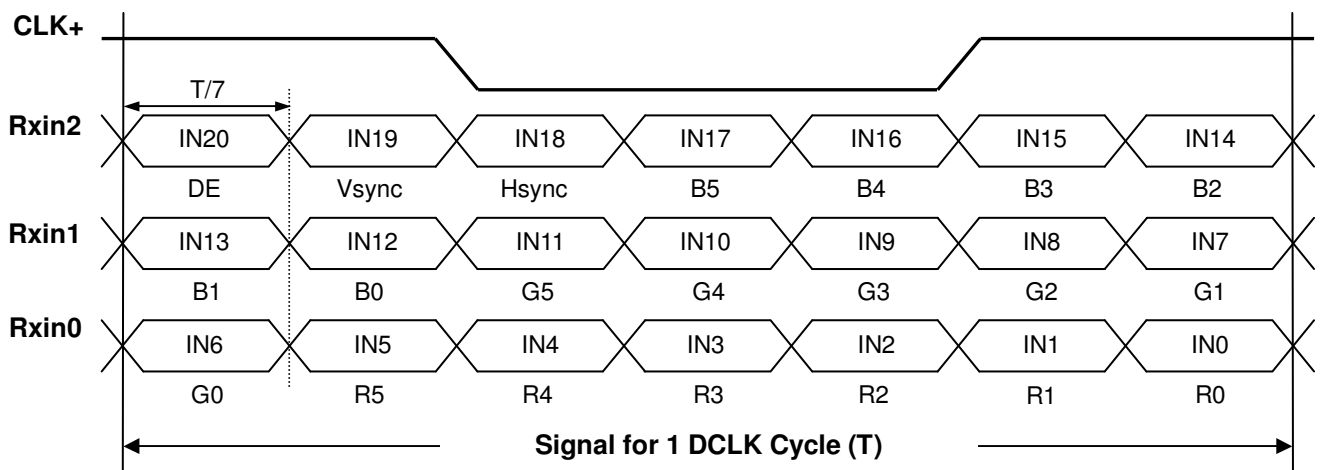 CLK+
T/7
Rxin2 IN20 IN19 IN18 IN17 IN16 IN15 IN14
DE Vsync Hsync B5 B4 B3 B2
Rxin1 IN13 IN12 IN11 IN10 IN9 IN8 IN7
B1 B0 G5 G4 G3 G2 G1
Rxin0 IN6 IN5 IN4 IN3 IN2 IN1 IN0
G0 R5 R4 R3 R2 R1 R0
Signal for 1 DCLK Cycle (T)